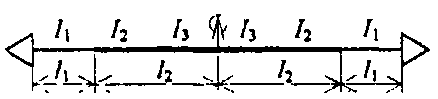 I₁ I₂ I₃ I₃ I₂ I₁
l₁ l₂ l₂ l₁